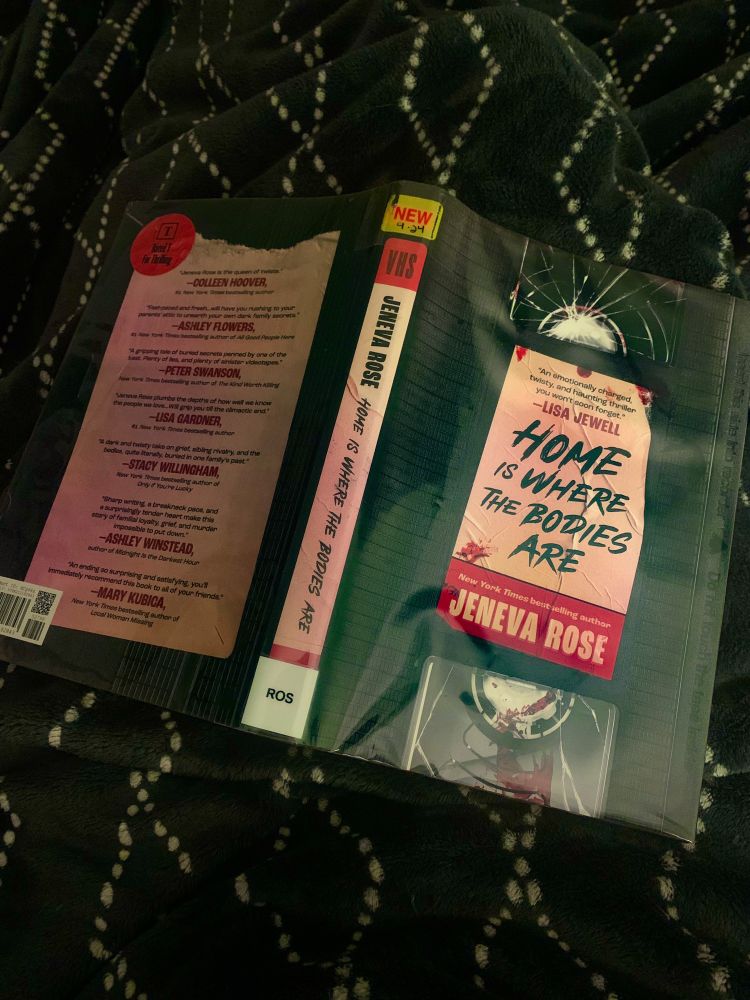 T
Bored T
For Thrilling
"Jeneva Rose is the queen of twists."
—COLLEEN HOOVER,
#1 New York Times bestselling author
"Fast-paced and fresh...will have you rushing to your
parents' attic to unearth your own dark family secrets."
—ASHLEY FLOWERS,
#1 New York Times bestselling author of All Good People Here
"A gripping tale of buried secrets penned by one of the
best. Plenty of lies, and plenty of sinister videotapes."
—PETER SWANSON,
New York Times bestselling author of The Kind Worth Killing
"Jeneva Rose plumbs the depths of how well we know
the people we love...Will grip you till the climactic end."
—LISA GARDNER,
#1 New York Times bestselling author
"A dark and twisty take on grief, sibling rivalry, and the
bodies, quite literally, buried in one family's past."
—STACY WILLINGHAM,
New York Times bestselling author of
Only If You're Lucky
"Sharp writing, a breakneck pace, and
a surprisingly tender heart make this
story of familial loyalty, grief, and murder
impossible to put down."
—ASHLEY WINSTEAD,
author of Midnight Is the Darkest Hour
"An ending so surprising and satisfying, you'll
immediately recommend this book to all of your friends."
—MARY KUBICA,
New York Times bestselling author of
Local Woman Missing
NEW
9-24
VHS
JENEVA ROSE HOME IS WHERE THE BODIES ARE
ROS
"An emotionally charged,
twisty, and haunting thriller
you won't soon forget."
—LISA JEWELL
HOME
IS WHERE
THE BODIES
ARE
New York Times bestselling author
JENEVA ROSE